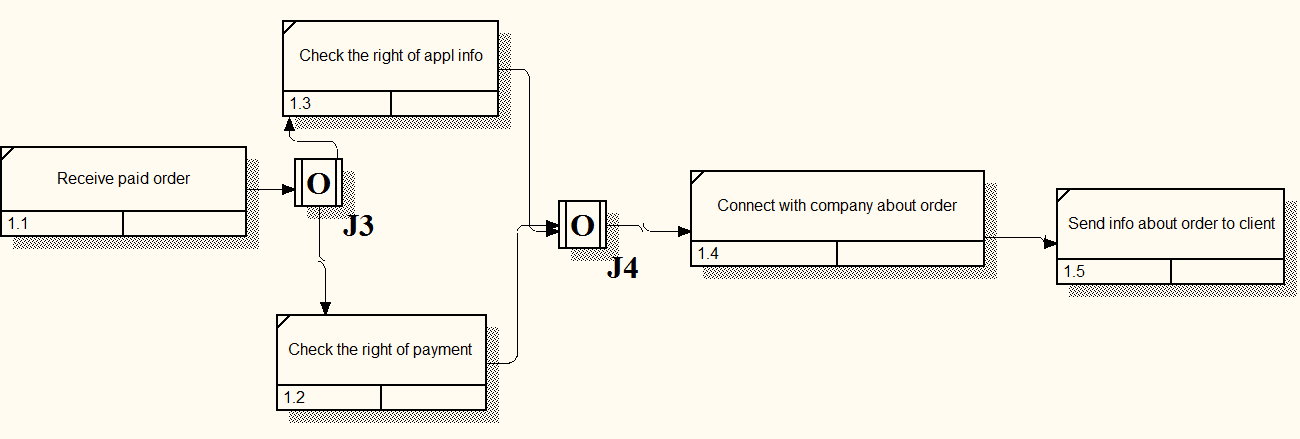 Check the right of appl info
1.3
Receive paid order
1.1
O
J3
O
J4
Connect with company about order
1.4
Send info about order to client
1.5
Check the right of payment
1.2